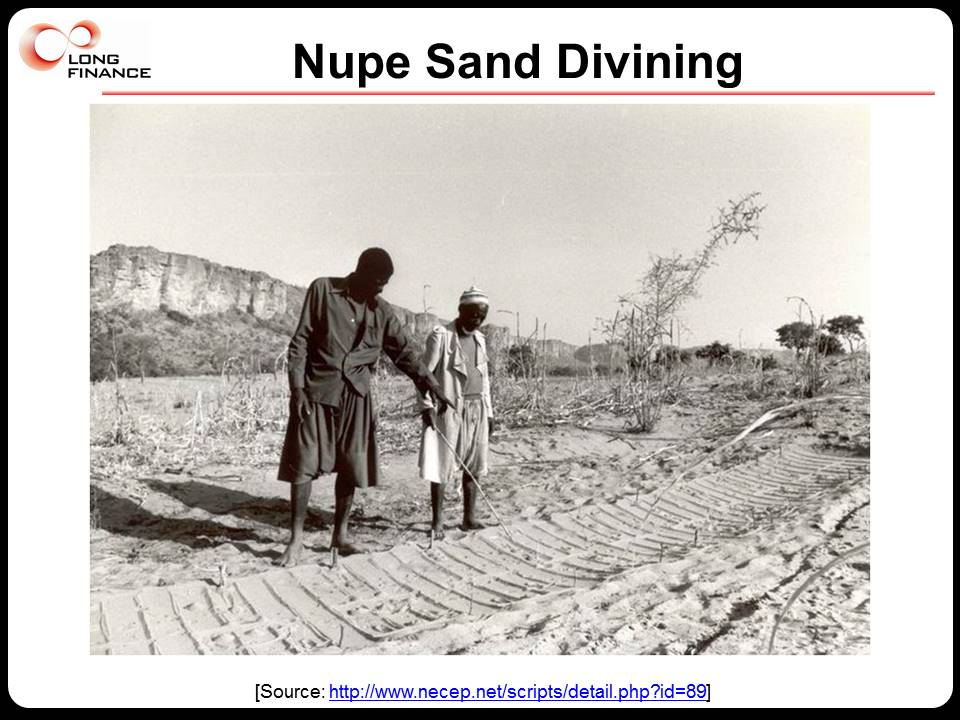 LONG
FINANCE
Nupe Sand Divining
[Source: http://www.necep.net/scripts/detail.php?id=89]